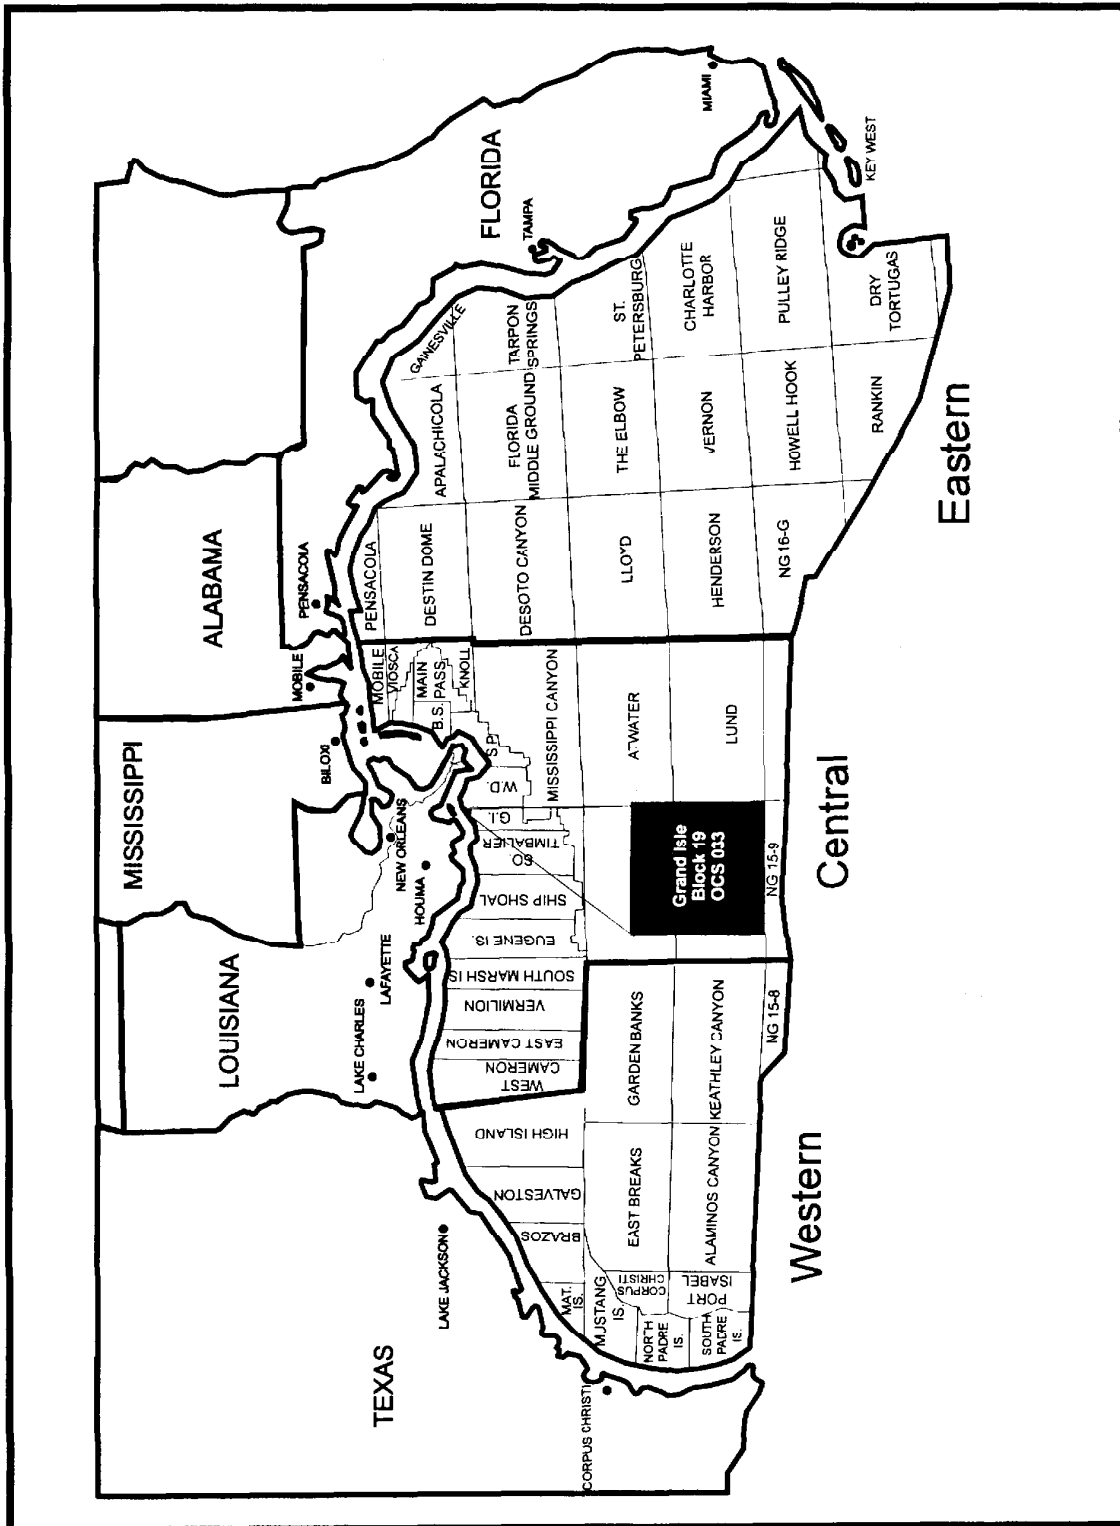 TEXAS
LOUISIANA
MISSISSIPPI
ALABAMA
FLORIDA
CORPUS CHRISTI
LAKE JACKSON
LAKE CHARLES
LAFAYETTE
HOUMA
NEW ORLEANS
BILOXI
MOBILE
PENSACOLA
TAMPA
MIAMI
KEY WEST
MAT.
IS.
BRAZOS
GALVESTON
HIGH ISLAND
WEST
CAMERON
EAST CAMERON
VERMILION
SOUTH MARSH IS
EUGENE IS.
SHIP SHOAL
SO.
TIMBALIER
G.I.
W.D.
S.P.
B.S.
MAIN
PASS
MOBILE
VIOSCA
KNOLL
PENSACOLA
DESTIN DOME
APALACHICOLA
GAINESVILLE
MUSTANG
IS.
CORPUS
CHRISTI
NORTH
PADRE
IS.
PORT
ISABEL
SOUTH
PADRE
IS.
EAST BREAKS
GARDEN BANKS
ALAMINOS CANYON
KEATHLEY CANYON
NG 15-8
NG 15-9
Grand Isle
Block 19
OCS 033
MISSISSIPPI CANYON
ATWATER
LUND
DESOTO CANYON
FLORIDA
MIDDLE GROUND
TARPON
SPRINGS
LLOYD
THE ELBOW
ST.
PETERSBURG
HENDERSON
VERNON
CHARLOTTE
HARBOR
NG 16-G
HOWELL HOOK
PULLEY RIDGE
RANKIN
DRY
TORTUGAS
Western
Central
Eastern